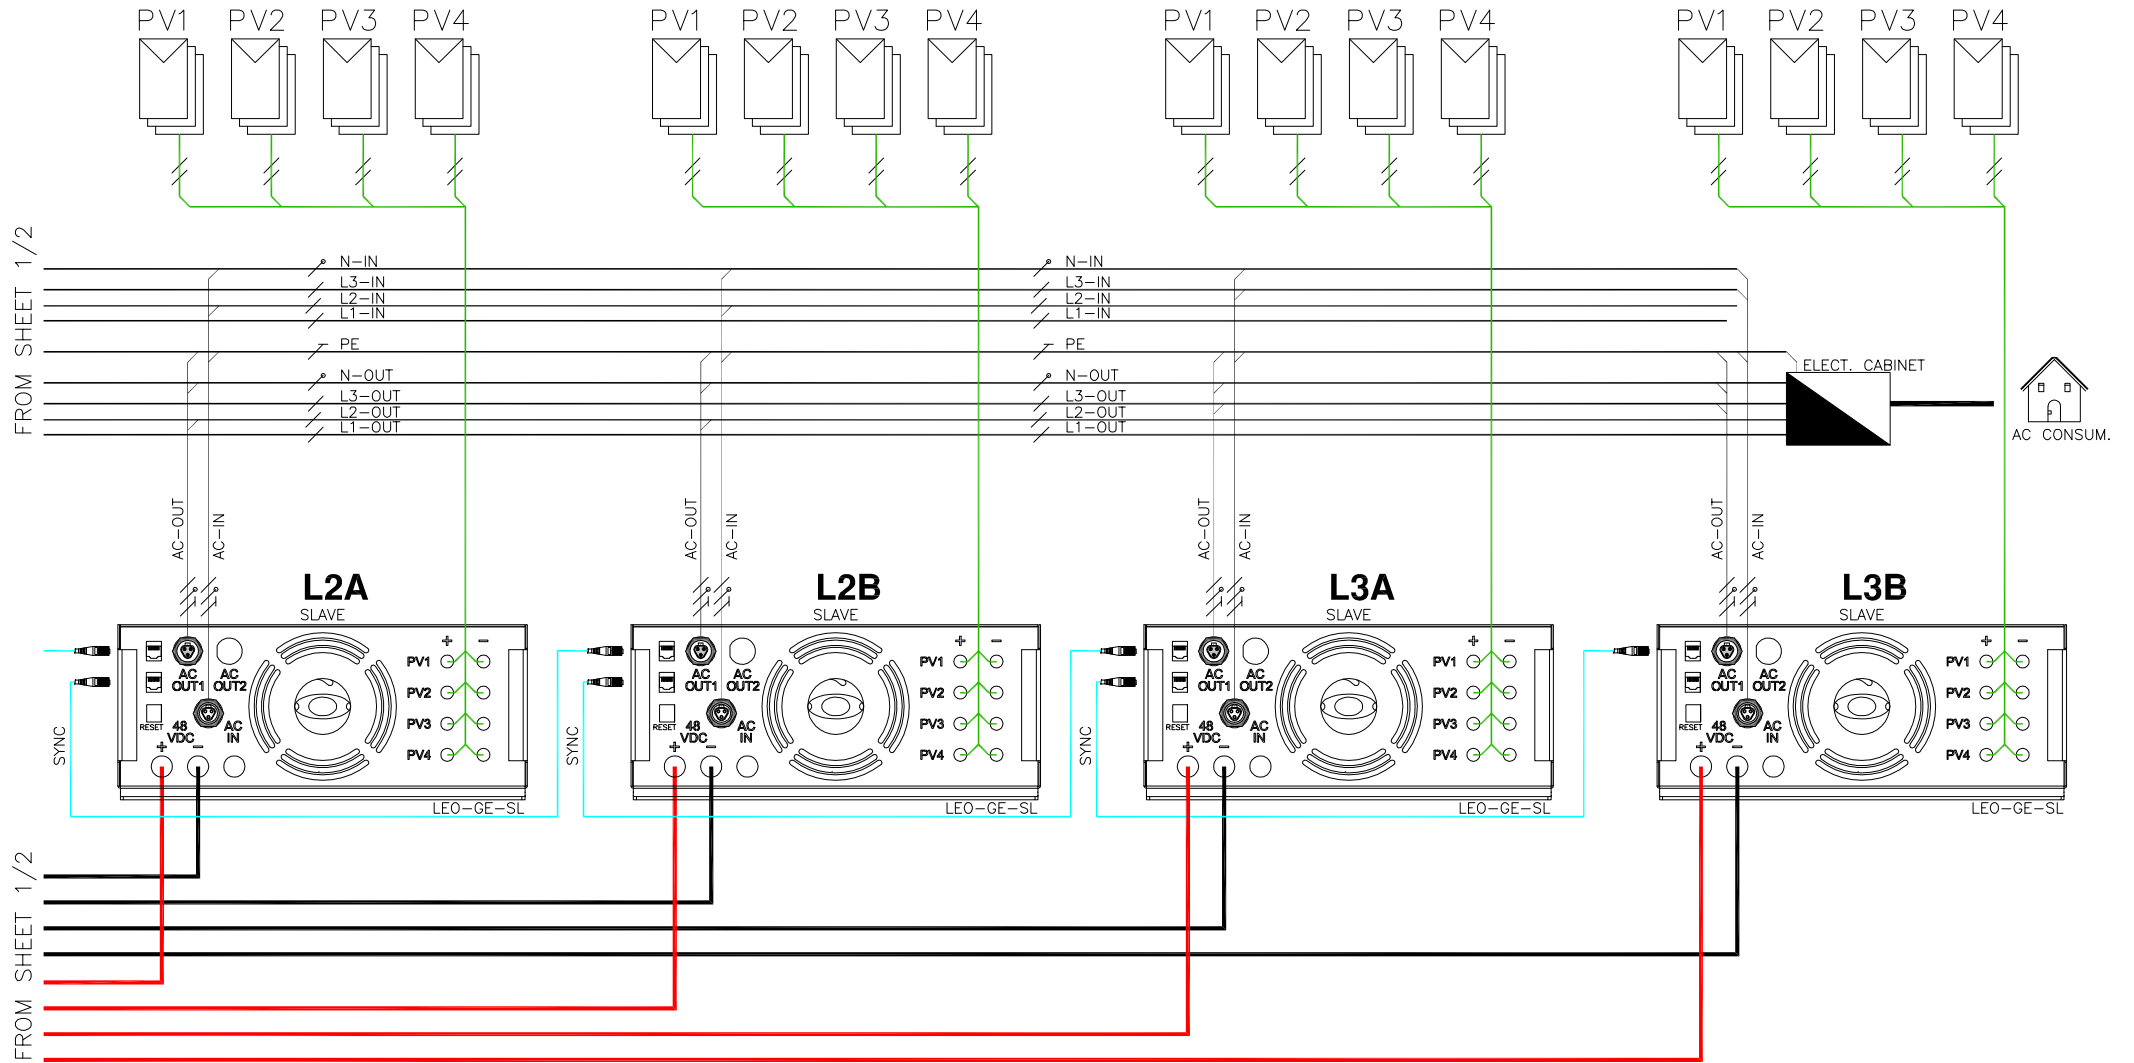 PV1 PV2 PV3 PV4 PV1 PV2 PV3 PV4 PV1 PV2 PV3 PV4 PV1 PV2 PV3 PV4
FROM SHEET 1/2
N-IN N-IN
L3-IN L3-IN
L2-IN L2-IN
L1-IN L1-IN
PE PE
ELECT. CABINET
N-OUT N-OUT
L3-OUT L3-OUT
L2-OUT L2-OUT
L1-OUT L1-OUT
AC CONSUM.
AC-OUT AC-IN AC-OUT AC-IN AC-OUT AC-IN AC-OUT AC-IN
L2A L2B L3A L3B
SLAVE SLAVE SLAVE SLAVE
+ - + - + - + -
PV1 PV1 PV1 PV1
AC AC AC AC AC AC AC AC
OUT1 OUT2 OUT1 OUT2 OUT1 OUT2 OUT1 OUT2
PV2 PV2 PV2 PV2
RESET 48 AC PV3 RESET 48 AC PV3 RESET 48 AC PV3 RESET 48 AC PV3
VDC IN VDC IN VDC IN VDC IN
SYNC SYNC SYNC
+ - + - + - + -
PV4 PV4 PV4 PV4
LEO-GE-SL LEO-GE-SL LEO-GE-SL LEO-GE-SL
FROM SHEET 1/2